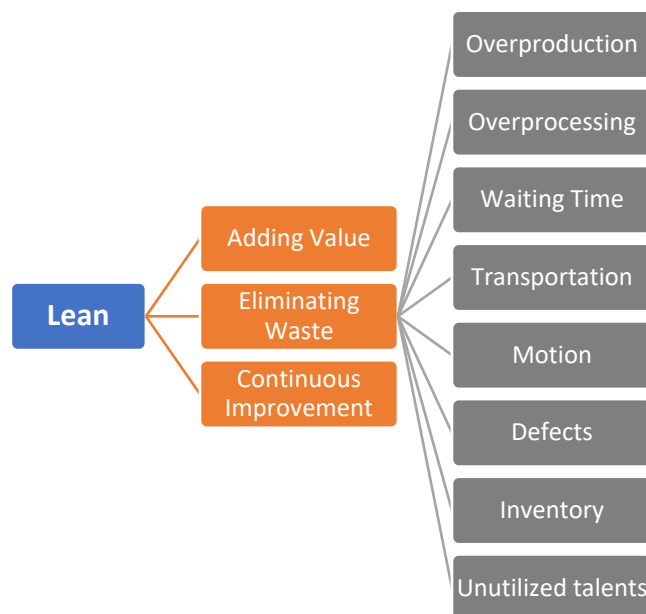 Lean
Adding Value
Eliminating
Waste
Continuous
Improvement
Overproduction
Overprocessing
Waiting Time
Transportation
Motion
Defects
Inventory
Unutilized talents